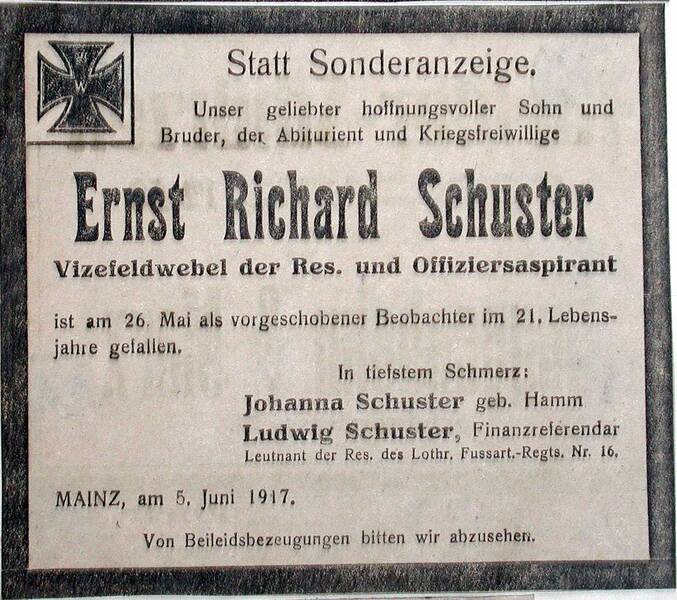 W
Statt Sonderanzeige.
Unser geliebter hoffnungsvoller Sohn und
Bruder, der Abiturient und Kriegsfreiwillige
Ernst Richard Schuster
Vizefeldwebel der Res. und Offiziersaspirant
ist am 26. Mai als vorgeschobener Beobachter im 21. Lebens-
jahre gefallen.
In tiefstem Schmerz:
Johanna Schuster geb. Hamm
Ludwig Schuster, Finanzreferendar
Leutnant der Res. des Lothr. Fussart.-Regts. Nr. 16.
MAINZ, am 5. Juni 1917.
Von Beileidsbezeugungen bitten wir abzusehen.